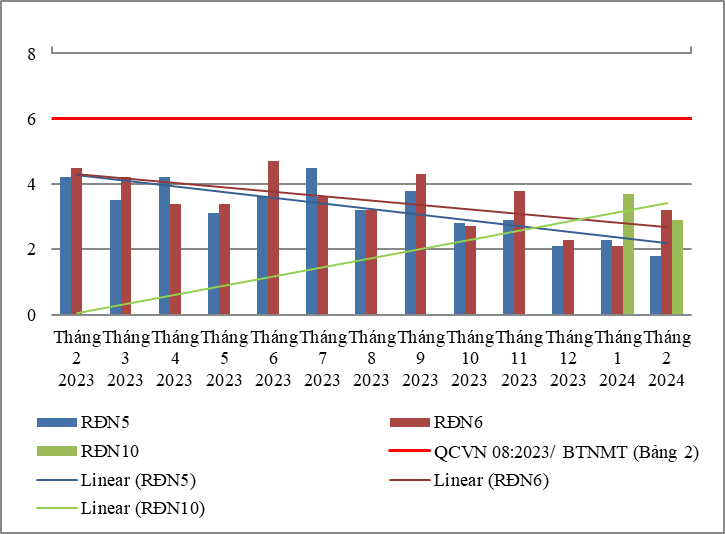 8
6
4
2
0
Tháng Tháng Tháng Tháng Tháng Tháng Tháng Tháng Tháng Tháng Tháng Tháng Tháng
2 3 4 5 6 7 8 9 10 11 12 1 2
2023 2023 2023 2023 2023 2023 2023 2023 2023 2023 2023 2024 2024
RĐN5 RĐN6
RĐN10 QCVN 08:2023/ BTNMT (Bảng 2)
Linear (RĐN5) Linear (RĐN6)
Linear (RĐN10)